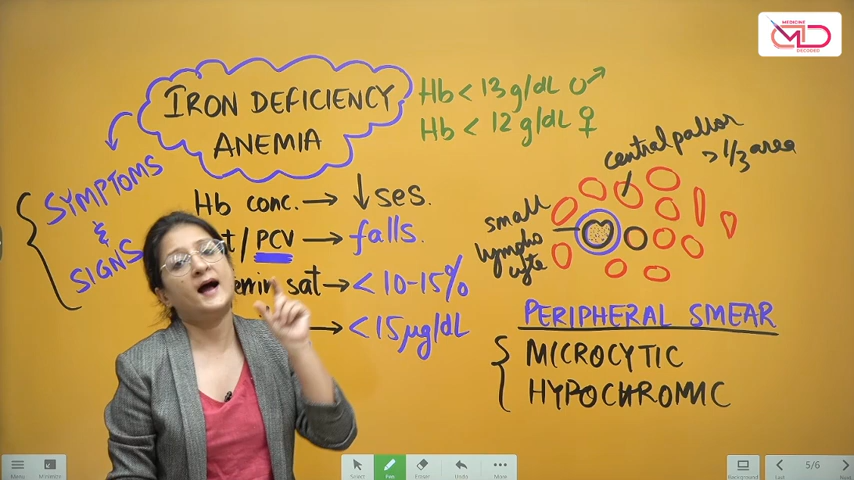 MEDICINE
MD
DECODED
IRON DEFICIENCY
ANEMIA
Hb < 13 g/dL ♂
Hb < 12 g/dL ♀
SYMPTOMS
&
SIGNS
Hb conc. → ↓ses.
t/PCV → falls.
sat → < 10-15%
→ < 15 µg/dL
central pallor
> 1/3 area
small
lympho
cyte
PERIPHERAL SMEAR
MICROCYTIC
HYPOCHROMIC
Menu
Select
Pen
Eraser
Undo
More
Background
5/6
Menu